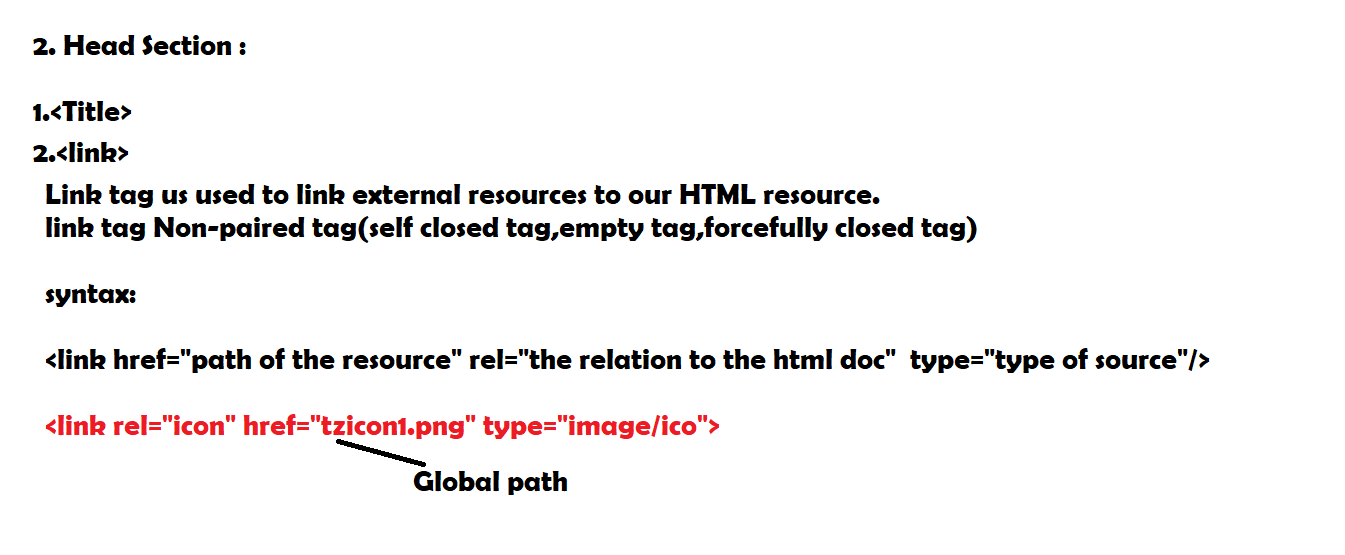 2. Head Section :
1.<Title>
2.<link>
Link tag us used to link external resources to our HTML resource.
link tag Non-paired tag(self closed tag,empty tag,forcefully closed tag)
syntax:
<link href="path of the resource" rel="the relation to the html doc"  type="type of source"/>
<link rel="icon" href="tzicon1.png" type="image/ico">
Global path